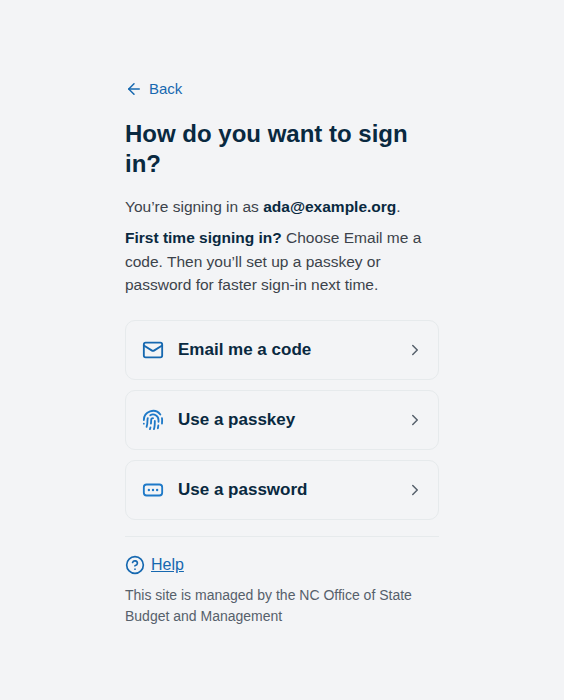 Back
How do you want to sign
in?
You’re signing in as ada@example.org.
First time signing in? Choose Email me a
code. Then you’ll set up a passkey or
password for faster sign-in next time.
Email me a code
Use a passkey
Use a password
Help
This site is managed by the NC Office of State
Budget and Management